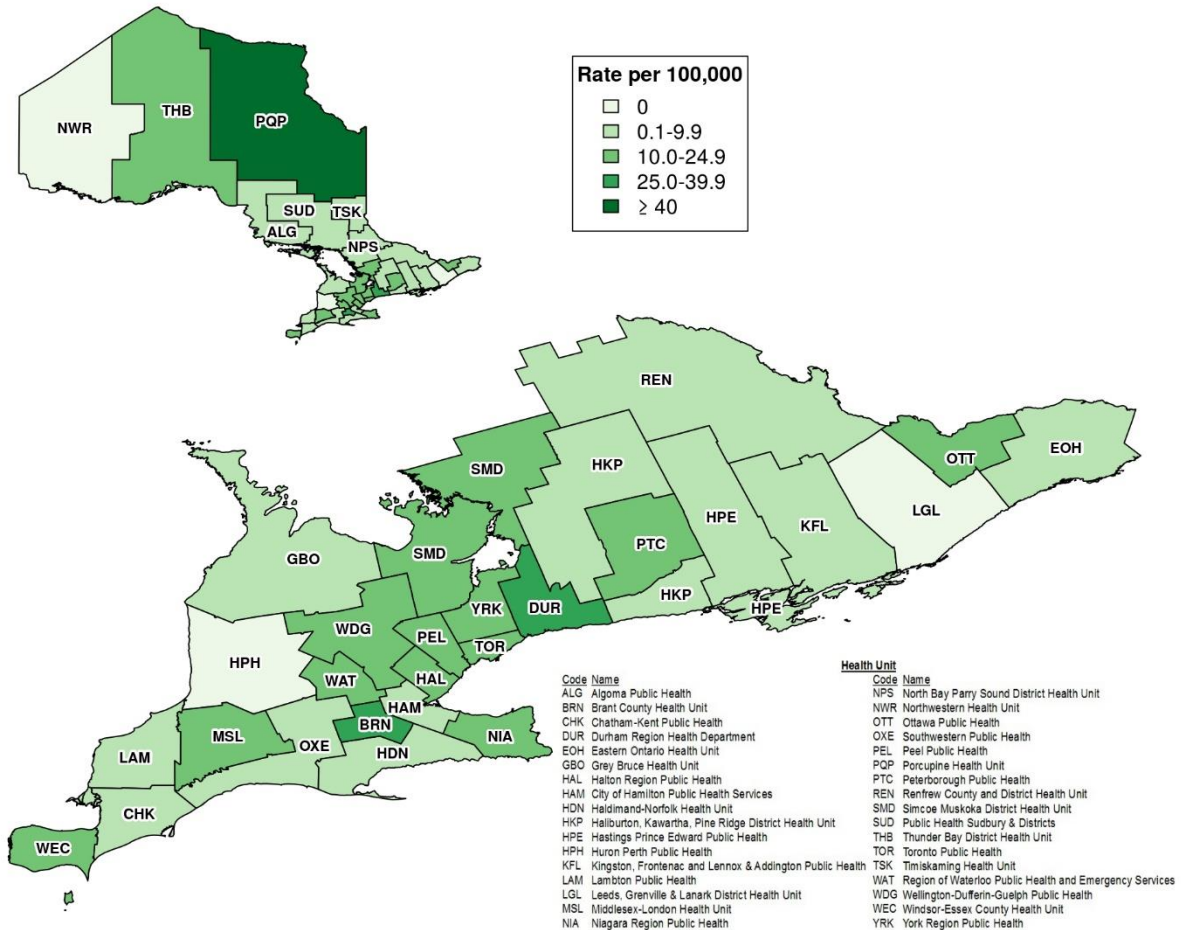 Rate per 100,000
0
0.1-9.9
10.0-24.9
25.0-39.9
≥ 40
NWR
THB
PQP
SUD
TSK
ALG
NPS
REN
SMD
HKP
OTT
EOH
HPE
LGL
KFL
PTC
GBO
SMD
HKP
HPE
YRK
DUR
WDG
PEL
TOR
HPH
WAT
HAL
HAM
BRN
MSL
OXE
NIA
HDN
LAM
CHK
WEC
Health Unit
Code Name
ALG Algoma Public Health
BRN Brant County Health Unit
CHK Chatham-Kent Public Health
DUR Durham Region Health Department
EOH Eastern Ontario Health Unit
GBO Grey Bruce Health Unit
HAL Halton Region Public Health
HAM City of Hamilton Public Health Services
HDN Haldimand-Norfolk Health Unit
HKP Haliburton, Kawartha, Pine Ridge District Health Unit
HPE Hastings Prince Edward Public Health
HPH Huron Perth Public Health
KFL Kingston, Frontenac and Lennox & Addington Public Health
LAM Lambton Public Health
LGL Leeds, Grenville & Lanark District Health Unit
MSL Middlesex-London Health Unit
NIA Niagara Region Public Health
Code Name
NPS North Bay Parry Sound District Health Unit
NWR Northwestern Health Unit
OTT Ottawa Public Health
OXE Southwestern Public Health
PEL Peel Public Health
PQP Porcupine Health Unit
PTC Peterborough Public Health
REN Renfrew County and District Health Unit
SMD Simcoe Muskoka District Health Unit
SUD Public Health Sudbury & Districts
THB Thunder Bay District Health Unit
TOR Toronto Public Health
TSK Timiskaming Health Unit
WAT Region of Waterloo Public Health and Emergency Services
WDG Wellington-Dufferin-Guelph Public Health
WEC Windsor-Essex County Health Unit
YRK York Region Public Health